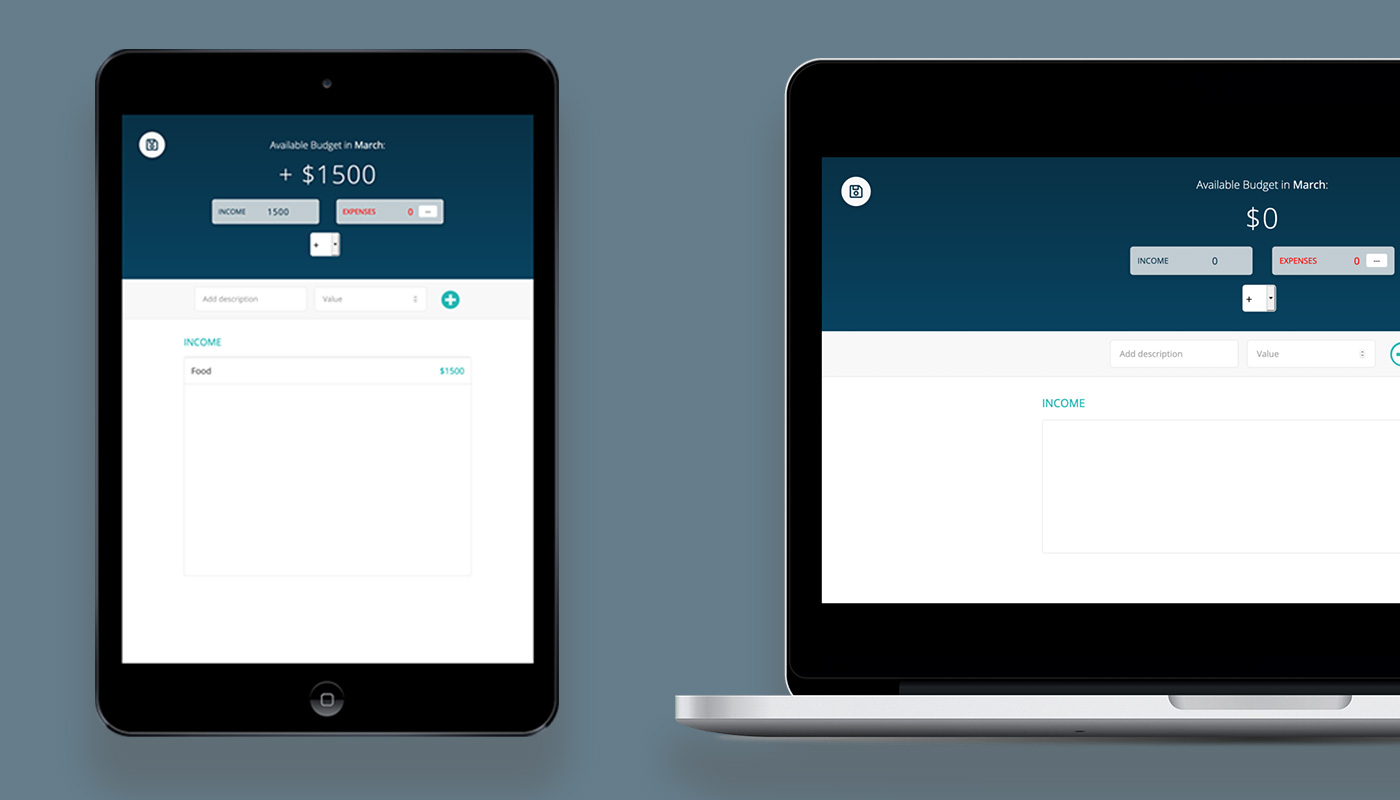 Available Budget in March:
+ $1500
INCOME 1500
EXPENSES 0 --
+
Add description
Value
INCOME
Food $1500
Available Budget in March:
$0
INCOME 0
EXPENSES 0 --
+
Add description
Value
INCOME